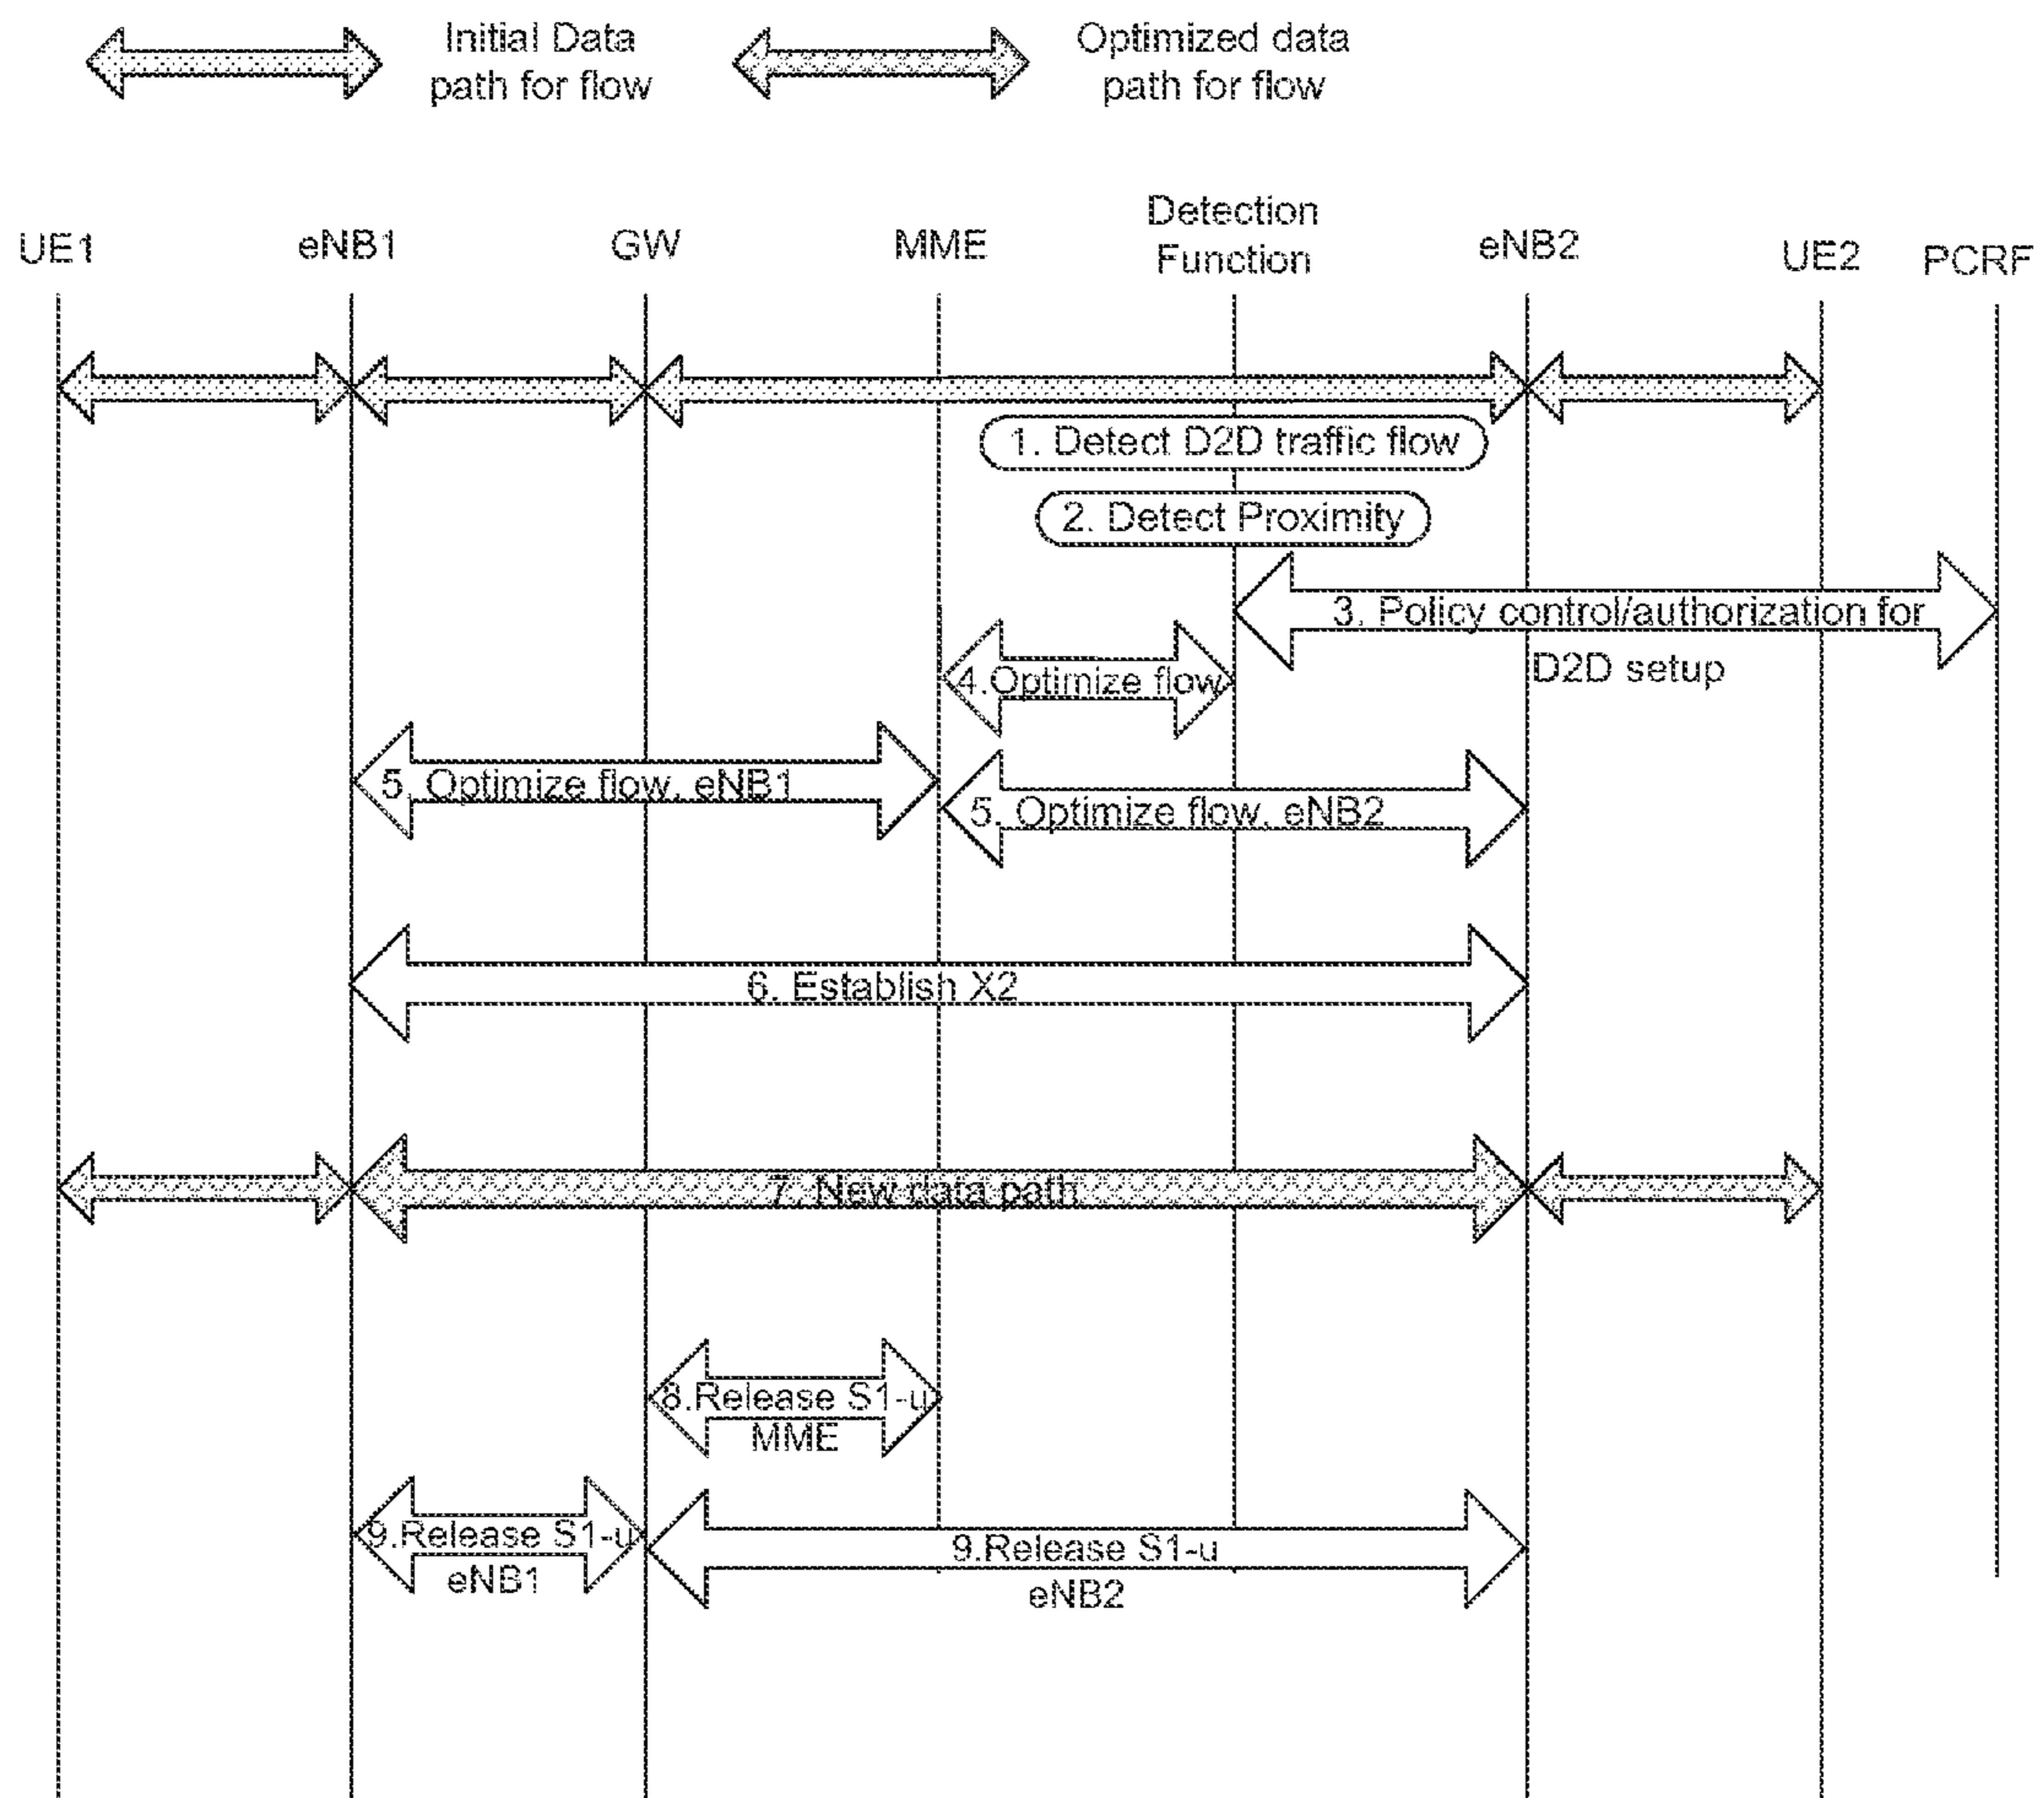 Initial Data
path for flow
Optimized data
path for flow
UE1
eNB1
GW
MME
Detection
Function
eNB2
UE2
PCRF
1. Detect D2D traffic flow
2. Detect Proximity
3. Policy control/authorization for
D2D setup
4.Optimize flow
5. Optimize flow, eNB1
5. Optimize flow, eNB2
6. Establish X2
7. New data path
8.Release S1-u
MME
9.Release S1-u
eNB1
9.Release S1-u
eNB2